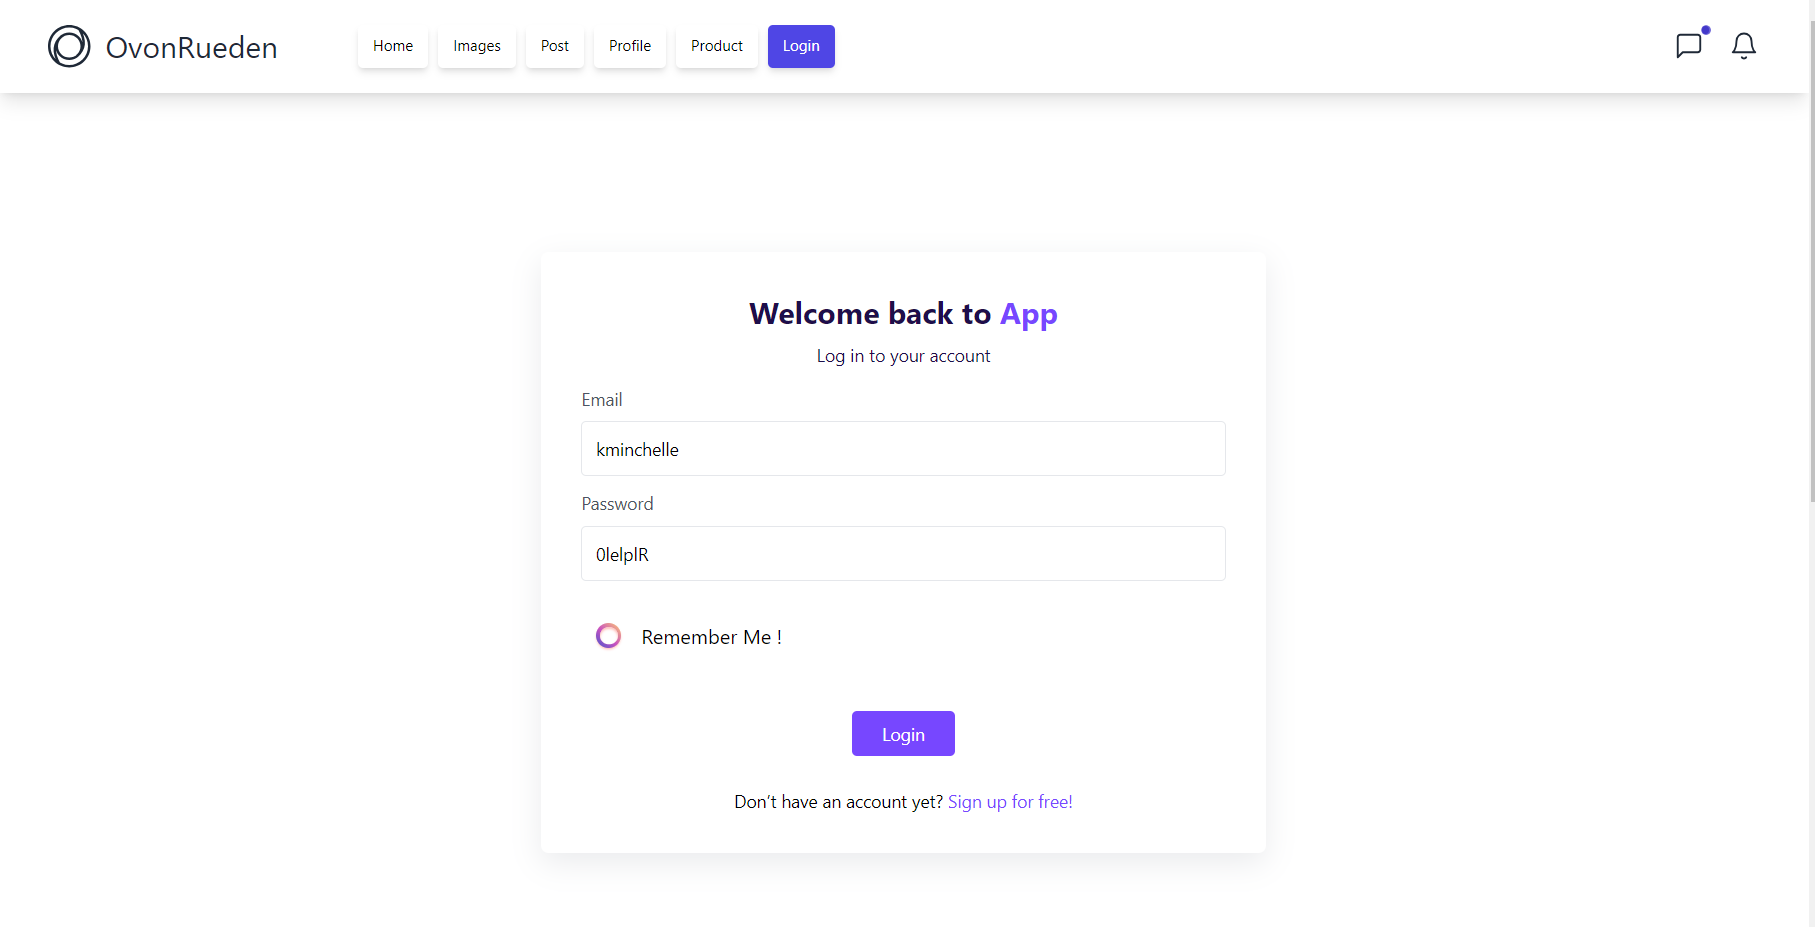 OvonRueden
Home Images Post Profile Product Login
Welcome back to App
Log in to your account
Email
kminchelle
Password
0lelplR
Remember Me !
Login
Don't have an account yet? Sign up for free!